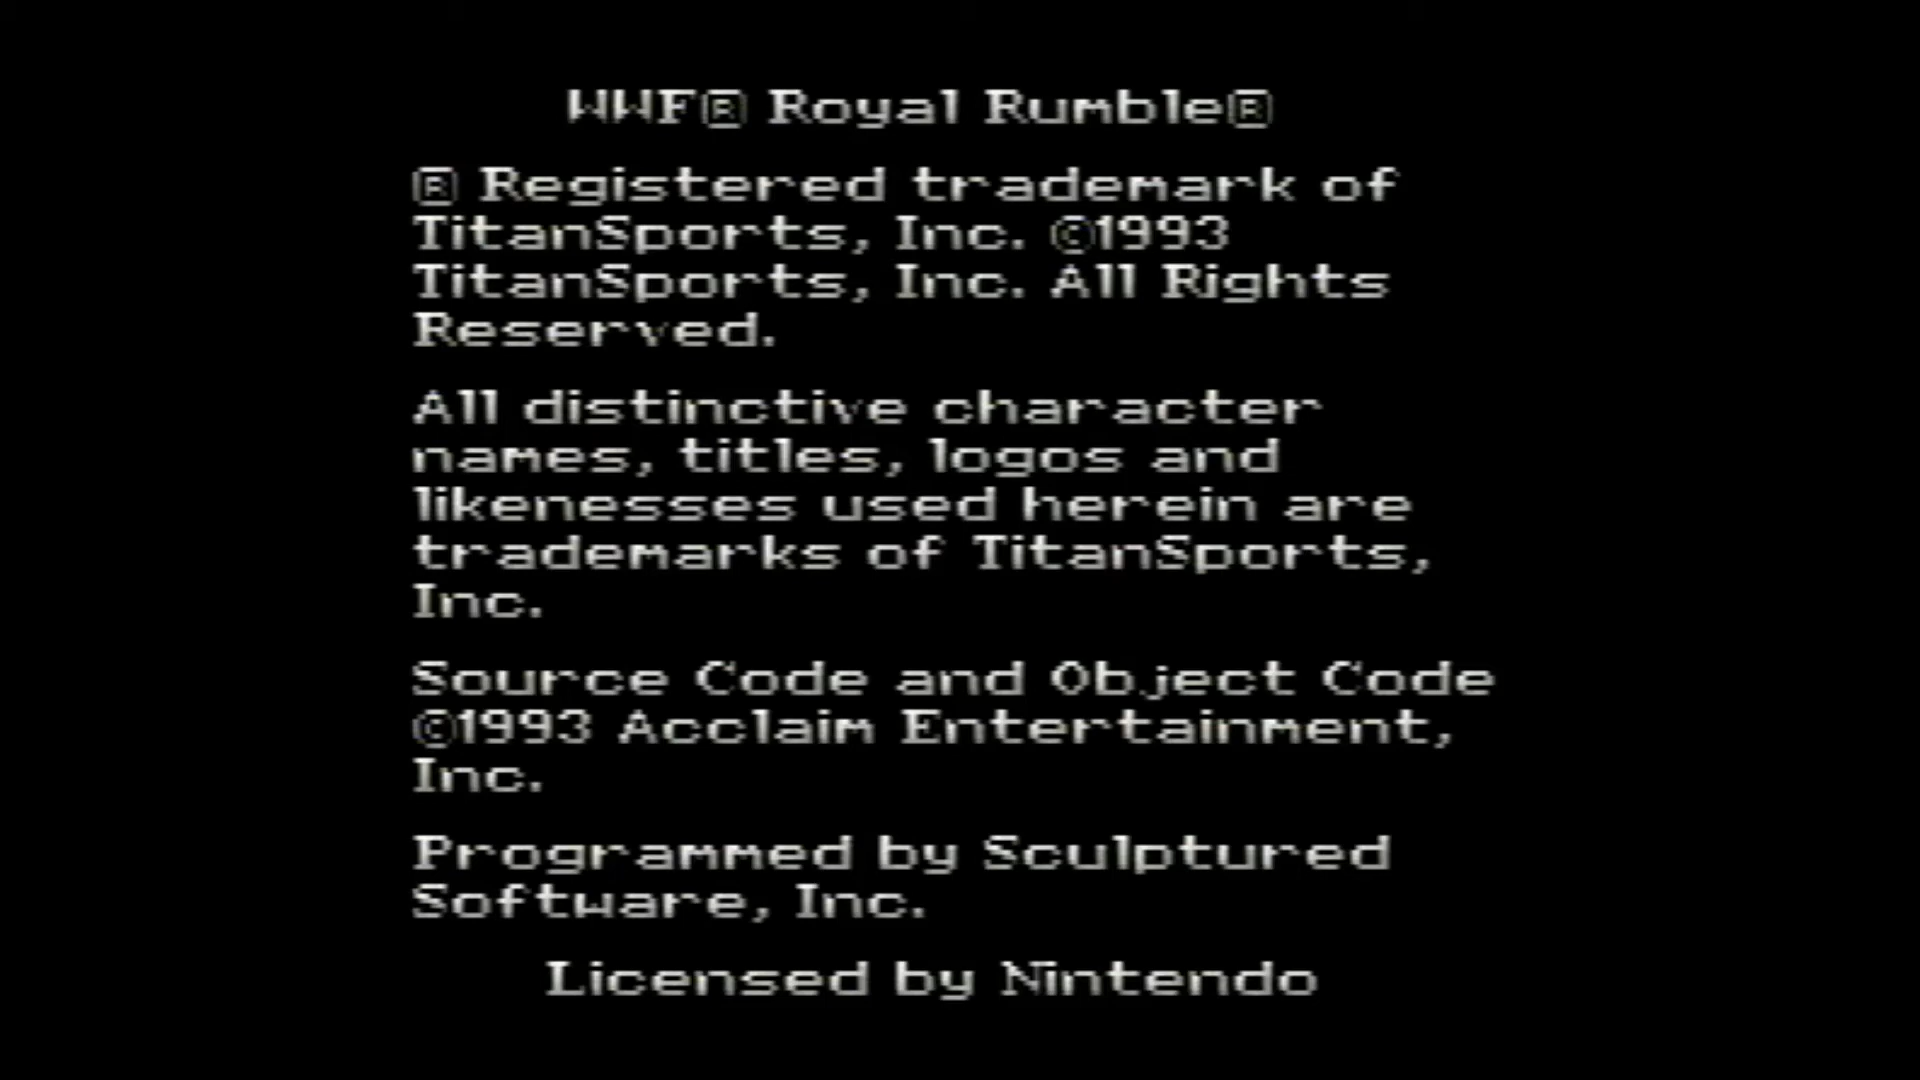 WWF® Royal Rumble®
® Registered trademark of
TitanSports, Inc. ©1993
TitanSports, Inc. All Rights
Reserved.
All distinctive character
names, titles, logos and
likenesses used herein are
trademarks of TitanSports,
Inc.
Source Code and Object Code
©1993 Acclaim Entertainment,
Inc.
Programmed by Sculptured
Software, Inc.
Licensed by Nintendo